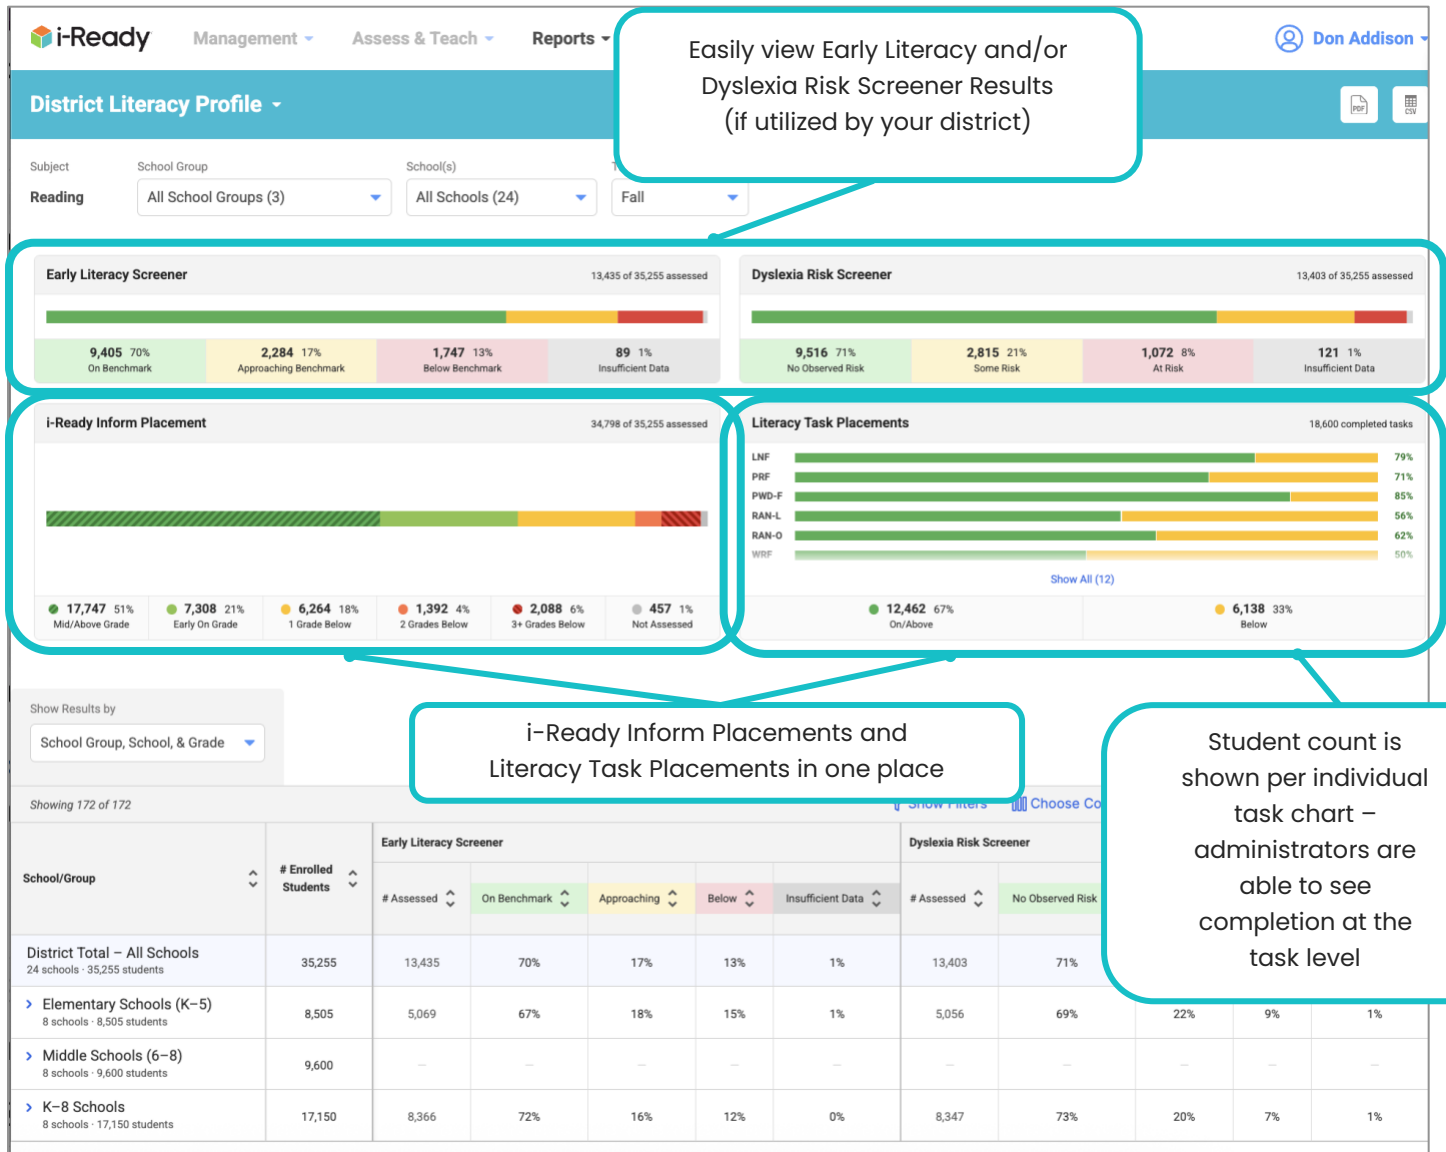 i-Ready
Management
Assess & Teach
Reports
Don Addison
Easily view Early Literacy and/or
Dyslexia Risk Screener Results
(if utilized by your district)
District Literacy Profile
PDF
CSV
Subject
School Group
School(s)
Reading
All School Groups (3)
All Schools (24)
Fall
Early Literacy Screener
13,435 of 35,255 assessed
9,405 70%
On Benchmark
2,284 17%
Approaching Benchmark
1,747 13%
Below Benchmark
89 1%
Insufficient Data
Dyslexia Risk Screener
13,403 of 35,255 assessed
9,516 71%
No Observed Risk
2,815 21%
Some Risk
1,072 8%
At Risk
121 1%
Insufficient Data
i-Ready Inform Placement
34,798 of 35,255 assessed
17,747 51%
Mid/Above Grade
7,308 21%
Early On Grade
6,264 18%
1 Grade Below
1,392 4%
2 Grades Below
2,088 6%
3+ Grades Below
457 1%
Not Assessed
Literacy Task Placements
18,600 completed tasks
LNF 79%
PRF 71%
PWD-F 85%
RAN-L 56%
RAN-O 62%
WRF 50%
Show All (12)
12,462 67%
On/Above
6,138 33%
Below
i-Ready Inform Placements and
Literacy Task Placements in one place
Student count is
shown per individual
task chart –
administrators are
able to see
completion at the
task level
Show Results by
School Group, School, & Grade
Showing 172 of 172
Show Filters
Choose Co
School/Group
# Enrolled
Students
Early Literacy Screener
Dyslexia Risk Screener
# Assessed
On Benchmark
Approaching
Below
Insufficient Data
# Assessed
No Observed Risk
District Total – All Schools
24 schools · 35,255 students
35,255 13,435 70% 17% 13% 1% 13,403 71%
Elementary Schools (K–5)
8 schools · 8,505 students
8,505 5,069 67% 18% 15% 1% 5,056 69% 22% 9% 1%
Middle Schools (6–8)
8 schools · 9,600 students
9,600 — — — — — — — — — —
K–8 Schools
8 schools · 17,150 students
17,150 8,366 72% 16% 12% 0% 8,347 73% 20% 7% 1%